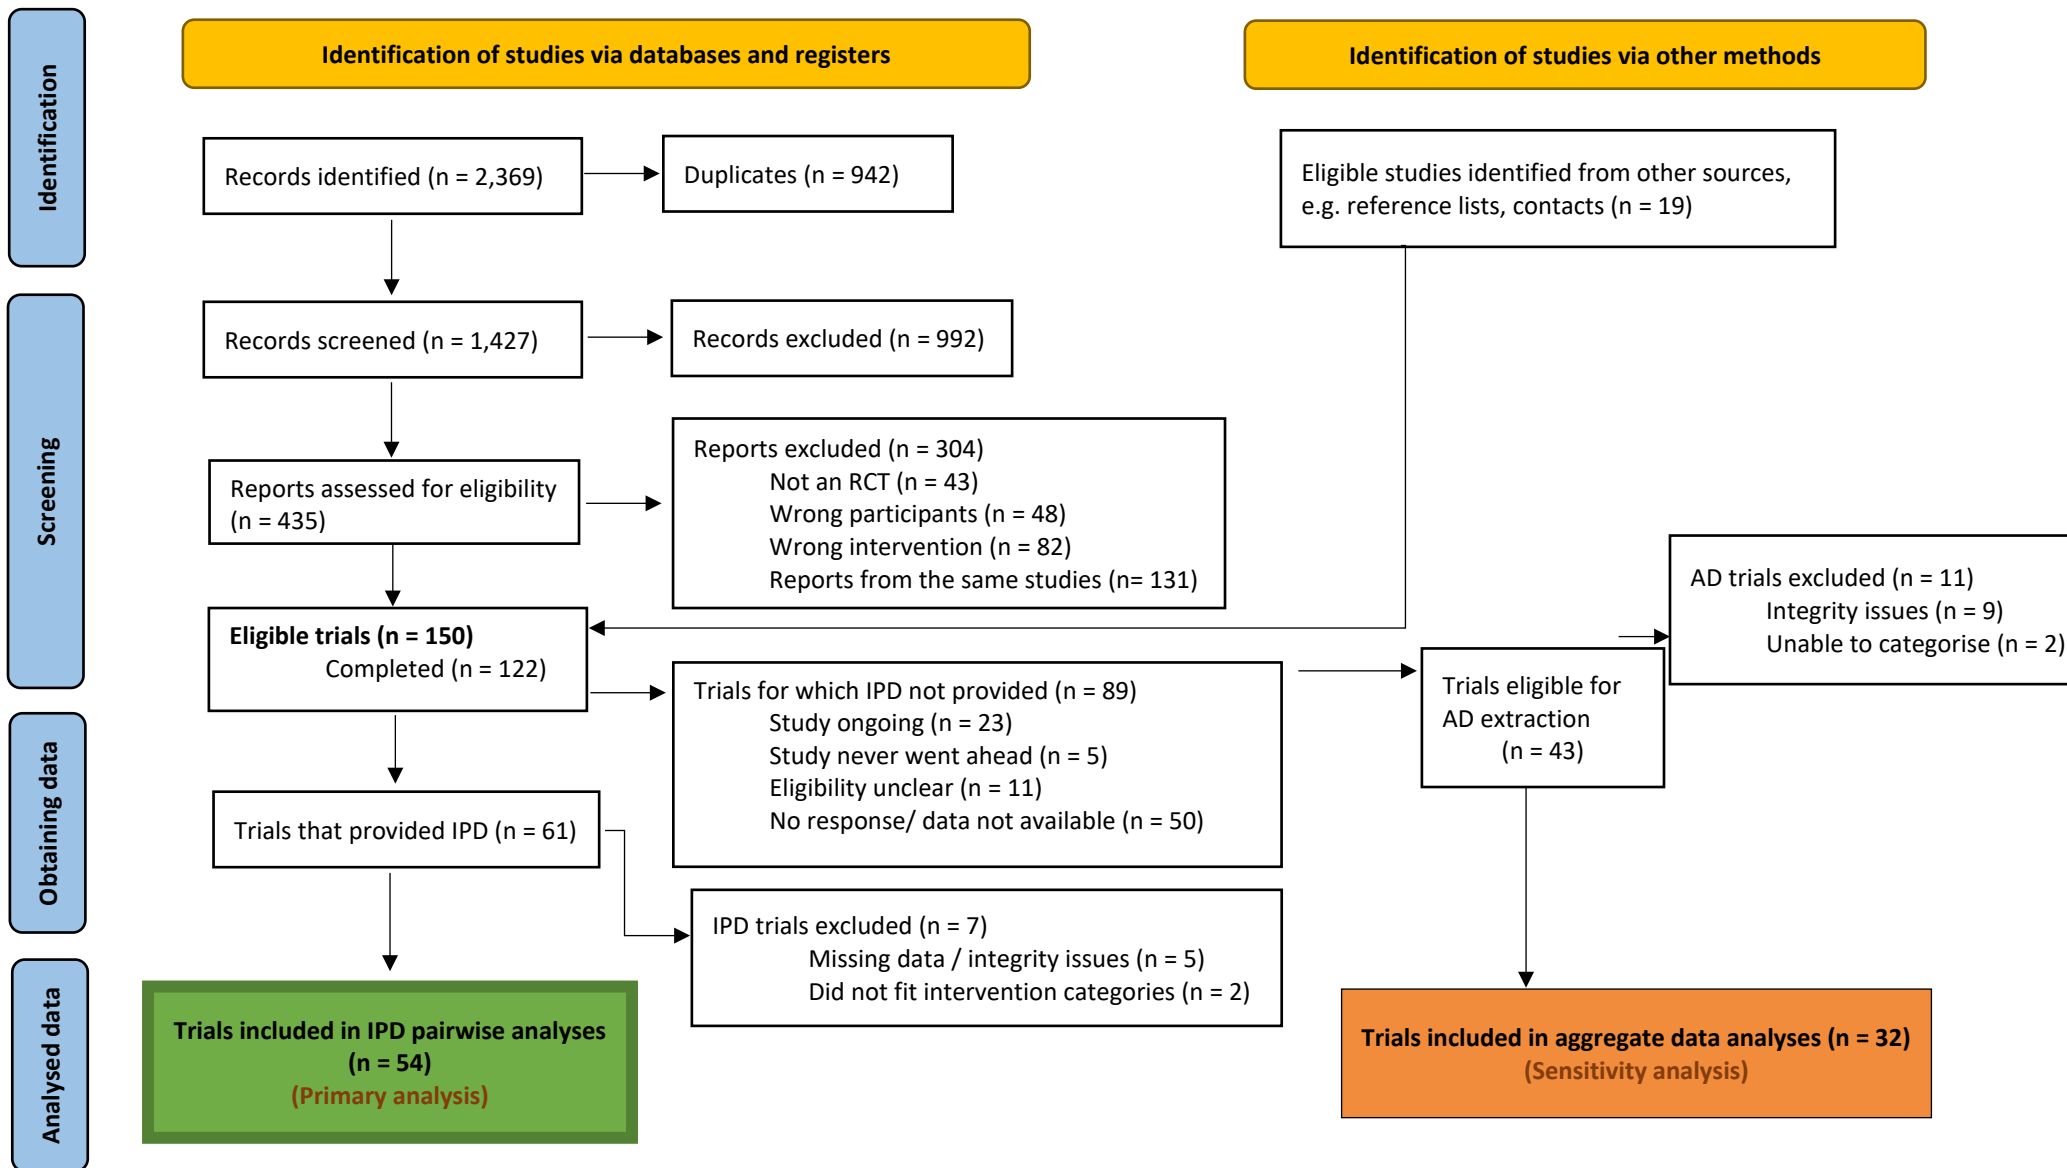 Identification
Screening
Obtaining data
Analysed data
Identification of studies via databases and registers
Identification of studies via other methods
Records identified (n = 2,369)
Duplicates (n = 942)
Eligible studies identified from other sources,
e.g. reference lists, contacts (n = 19)
Records screened (n = 1,427)
Records excluded (n = 992)
Reports assessed for eligibility
(n = 435)
Reports excluded (n = 304)
Not an RCT (n = 43)
Wrong participants (n = 48)
Wrong intervention (n = 82)
Reports from the same studies (n= 131)
Eligible trials (n = 150)
Completed (n = 122)
Trials for which IPD not provided (n = 89)
Study ongoing (n = 23)
Study never went ahead (n = 5)
Eligibility unclear (n = 11)
No response/ data not available (n = 50)
Trials eligible for
AD extraction
(n = 43)
AD trials excluded (n = 11)
Integrity issues (n = 9)
Unable to categorise (n = 2)
Trials that provided IPD (n = 61)
IPD trials excluded (n = 7)
Missing data / integrity issues (n = 5)
Did not fit intervention categories (n = 2)
Trials included in IPD pairwise analyses
(n = 54)
(Primary analysis)
Trials included in aggregate data analyses (n = 32)
(Sensitivity analysis)